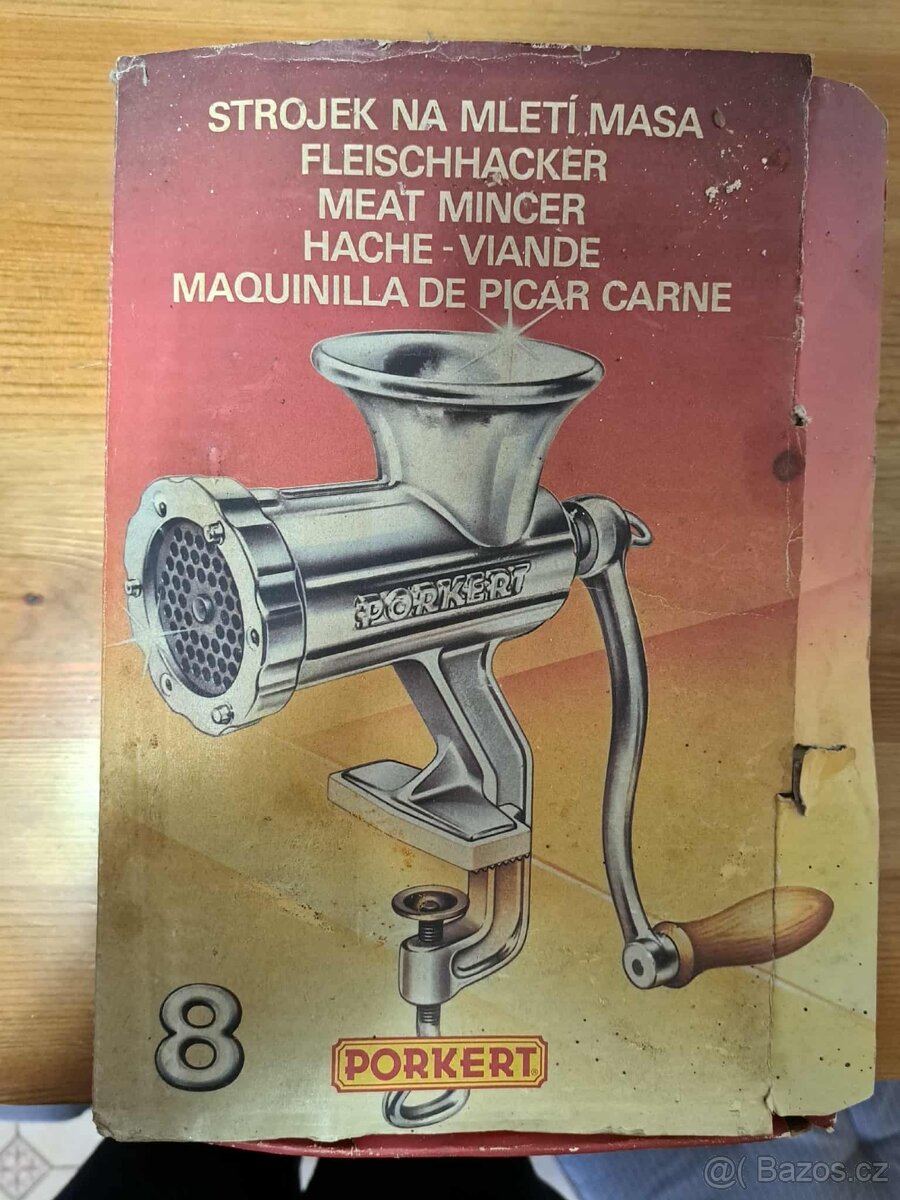 STROJEK NA MLETÍ MASA
FLEISCHHACKER
MEAT MINCER
HACHE - VIANDE
MAQUINILLA DE PICAR CARNE
PORKERT
8
PORKERT®
@( Bazos.cz